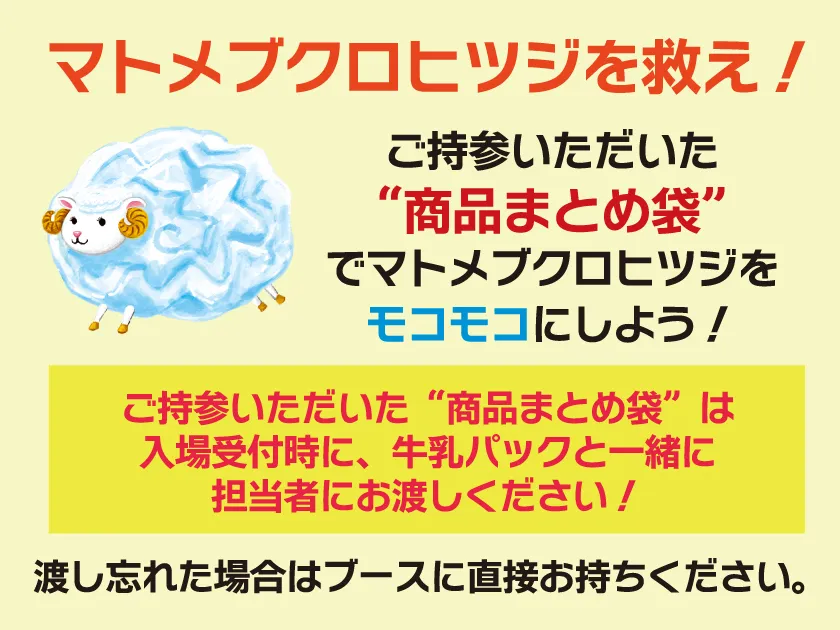 マトメブクロヒツジを救え！
ご持参いただいた
“商品まとめ袋”
でマトメブクロヒツジを
モコモコにしよう！
ご持参いただいた“商品まとめ袋”は
入場受付時に、牛乳パックと一緒に
担当者にお渡しください！
渡し忘れた場合はブースに直接お持ちください。